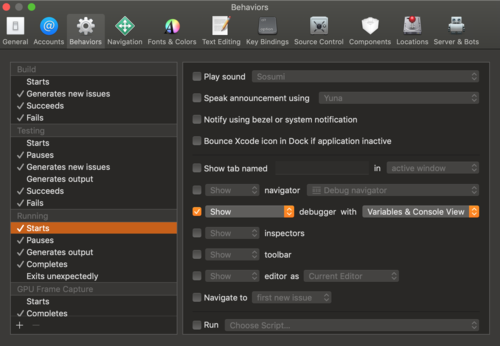 Behaviors
General Accounts Behaviors Navigation Fonts & Colors Text Editing Key Bindings Source Control Components Locations Server & Bots
Build
Starts
Generates new issues
Succeeds
Fails
Testing
Starts
Pauses
Generates new issues
Generates output
Succeeds
Fails
Running
Starts
Pauses
Generates output
Completes
Exits unexpectedly
GPU Frame Capture
Starts
Completes
Play sound Sosumi
Speak announcement using Yuna
Notify using bezel or system notification
Bounce Xcode icon in Dock if application inactive
Show tab named in active window
Show navigator Debug navigator
Show debugger with Variables & Console View
Show inspectors
Show toolbar
Show editor as Current Editor
Navigate to first new issue
Run Choose Script...